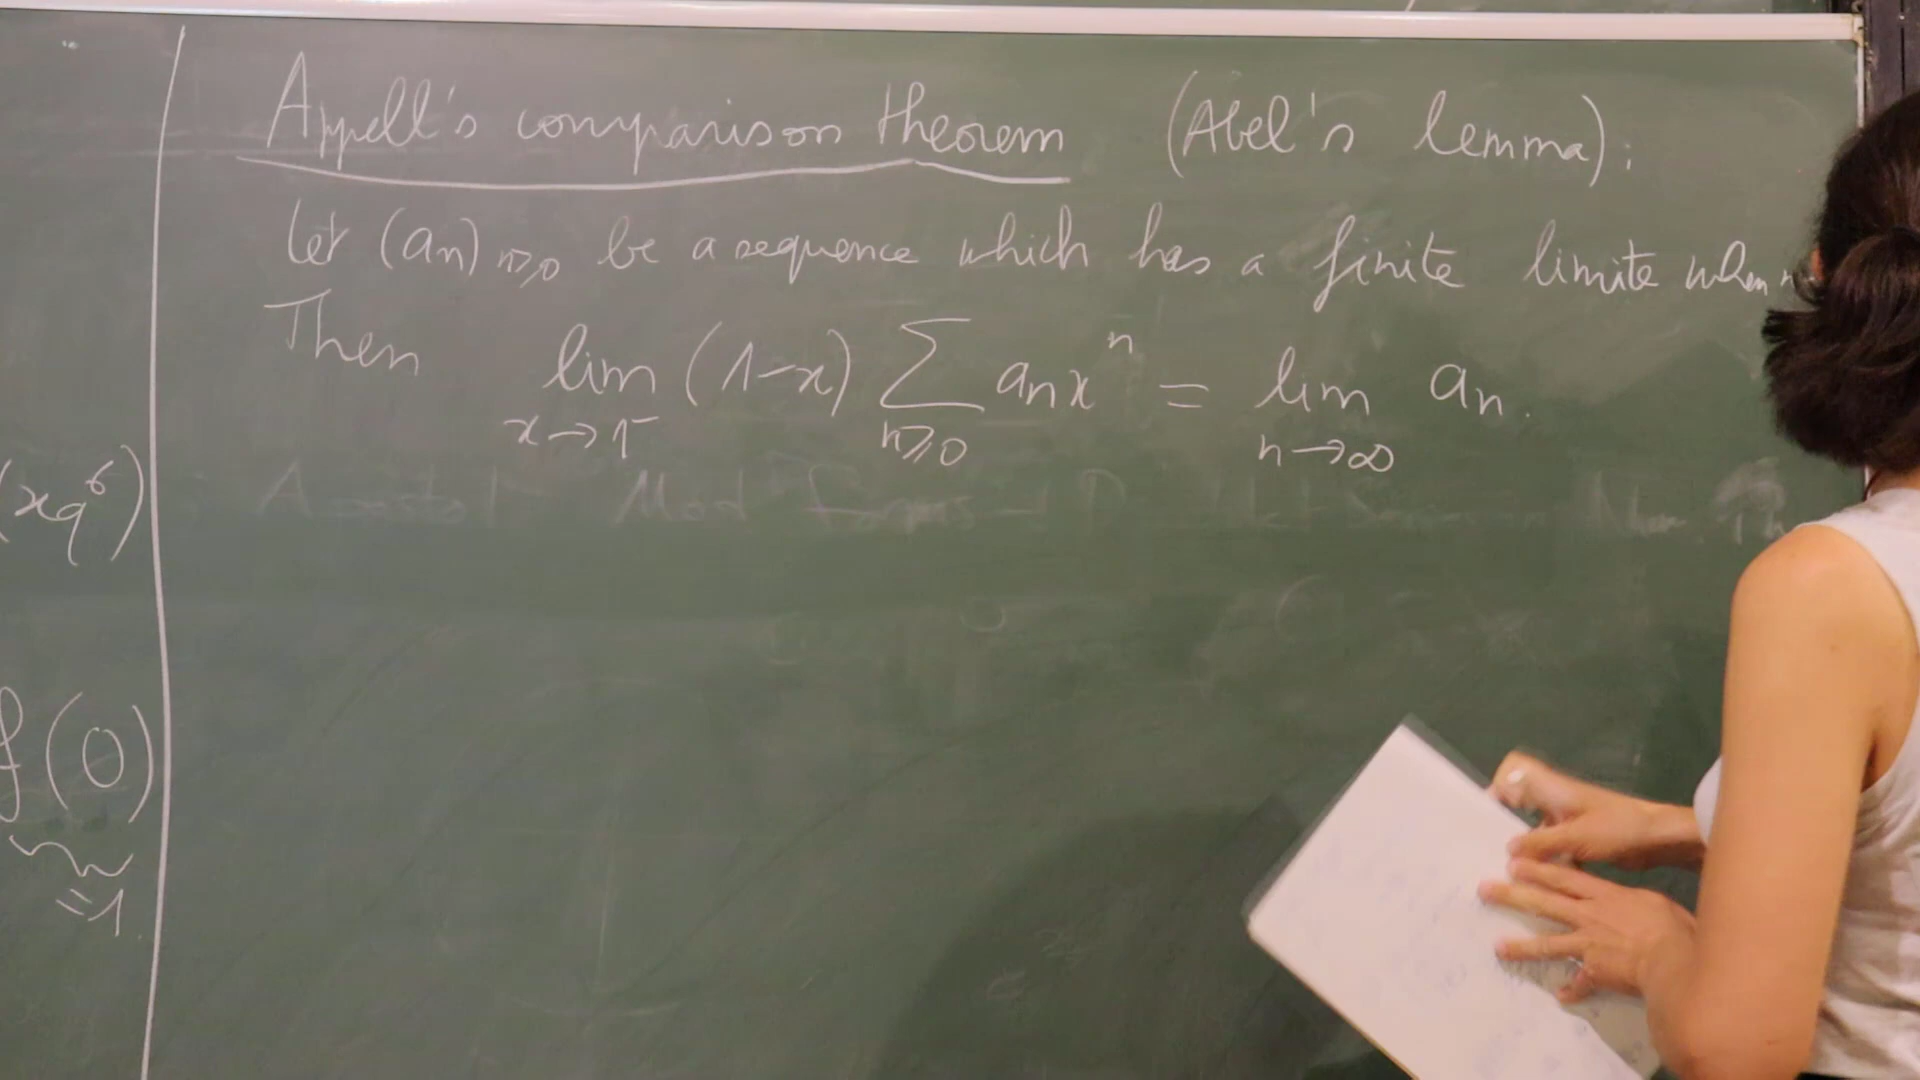 Appell's comparison theorem (Abel's lemma):
Let (aₙ)ₙ≥₀ be a sequence which has a finite limite when n
Then lim (1-x) ∑ aₙxⁿ = lim aₙ.
x→1⁻ n≥0 n→∞
(xq⁶)
f(0)
=1